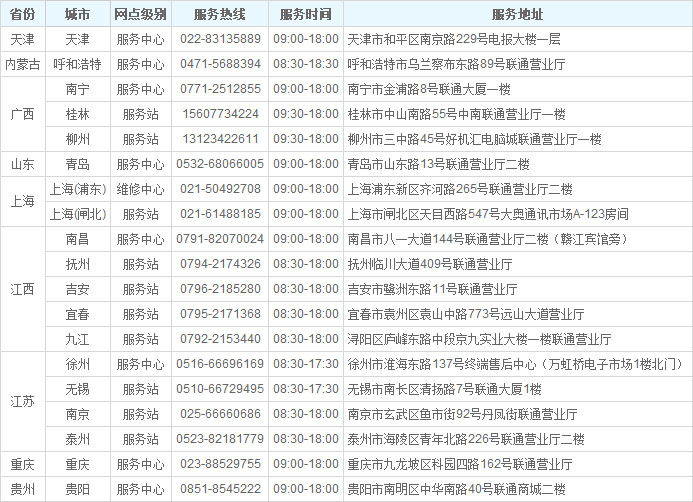 省份 城市 网点级别 服务热线 服务时间 服务地址
天津 天津 服务中心 022-83135889 09:00-18:00 天津市和平区南京路229号电报大楼一层
内蒙古 呼和浩特 服务中心 0471-5688394 08:30-18:30 呼和浩特市乌兰察布东路89号联通营业厅
广西 南宁 服务中心 0771-2512855 09:00-18:00 南宁市金浦路8号联通大厦一楼
桂林 服务站 15607734224 09:30-18:00 桂林市中山南路55号中南联通营业厅一楼
柳州 服务站 13123422611 09:30-18:00 柳州市三中路45号好机汇电脑城联通营业厅一楼
山东 青岛 服务中心 0532-68066005 09:00-18:00 青岛市山东路13号联通营业厅二楼
上海 上海(浦东) 维修中心 021-50492708 09:00-18:00 上海浦东新区齐河路265号联通营业厅二楼
上海(闸北) 服务站 021-61488185 09:00-18:00 上海市闸北区天目西路547号大奥通讯市场A-123房间
江西 南昌 服务中心 0791-82070024 09:00-18:00 南昌市八一大道144号联通营业厅二楼（赣江宾馆旁）
抚州 服务站 0794-2174326 08:30-18:00 抚州临川大道409号联通营业厅
吉安 服务站 0796-2185280 08:30-18:00 吉安市鹭洲东路11号联通营业厅
宜春 服务站 0795-2171368 08:30-18:00 宜春市袁州区袁山中路773号远山大道营业厅
九江 服务站 0792-2153440 08:30-18:00 浔阳区庐峰东路中段京九实业大楼一楼联通营业厅
江苏 徐州 服务中心 0516-66696169 08:30-17:30 徐州市淮海东路137号终端售后中心（万虹桥电子市场1楼北门）
无锡 服务站 0510-66729495 08:30-17:30 无锡市南长区清扬路7号联通大厦1楼
南京 服务站 025-66660686 08:30-18:00 南京市玄武区鱼市街92号丹凤街联通营业厅
泰州 服务站 0523-82181779 08:30-18:00 泰州市海陵区青年北路226号联通营业厅二楼
重庆 重庆 服务中心 023-88529755 09:00-18:00 重庆市九龙坡区科园四路162号联通营业厅
贵州 贵阳 服务中心 0851-8545222 09:00-18:00 贵阳市南明区中华南路40号联通商城二楼